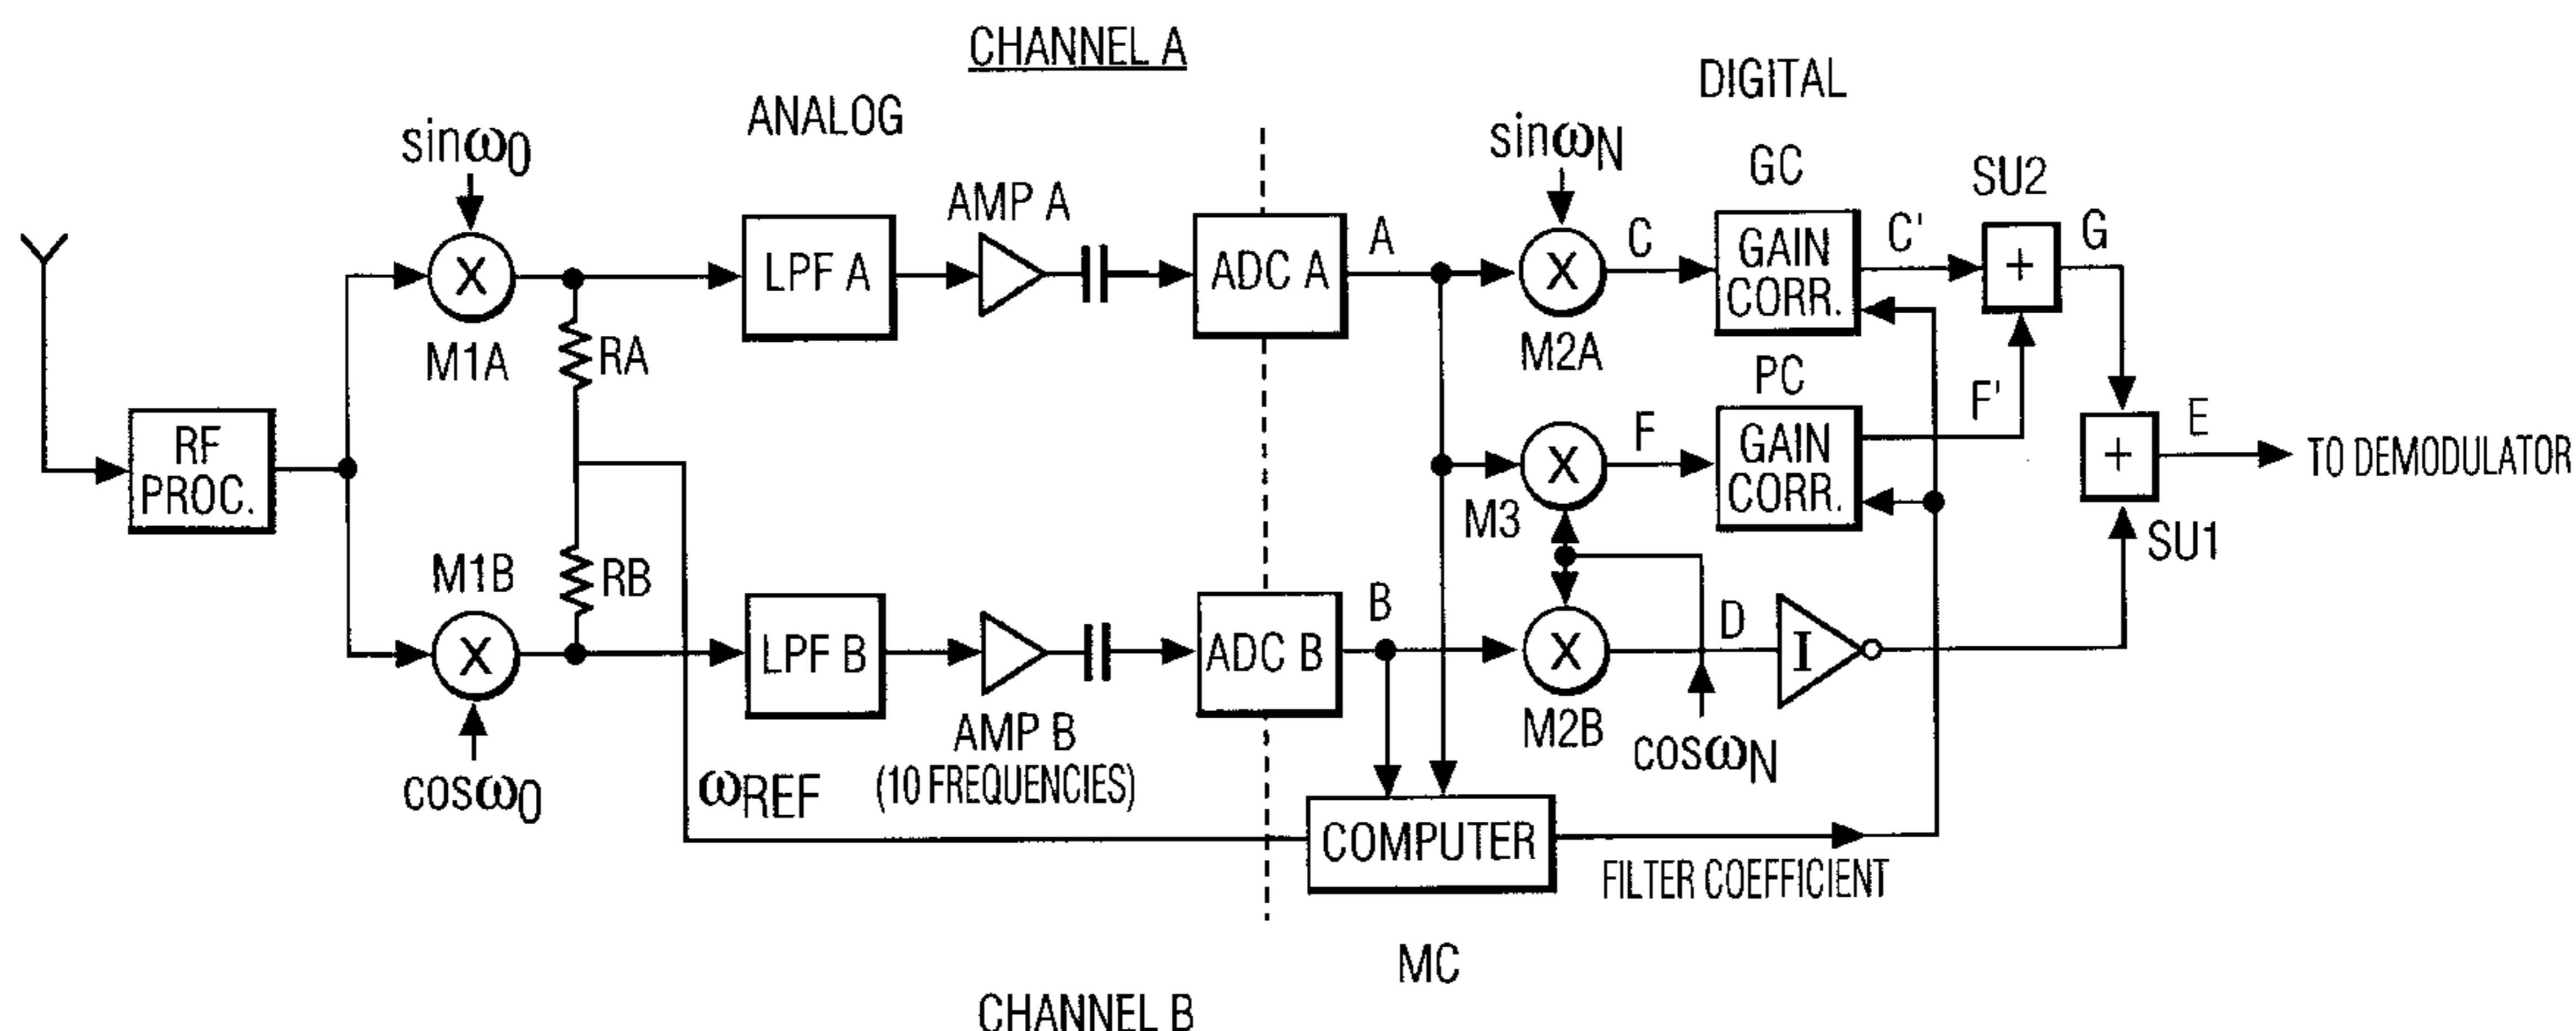 CHANNEL A
ANALOG
DIGITAL
sinω0
sinωN
GC
SU2
AMP A
X
LPF A
ADC A
A
X
C
GAIN
CORR.
C'
+
G
M1A
RA
M2A
PC
RF
PROC.
X
F
GAIN
CORR.
F'
+
E
TO DEMODULATOR
M3
SU1
M1B
RB
X
LPF B
ADC B
B
X
D
I
AMP B
(10 FREQUENCIES)
M2B
cosωN
cosω0
ωREF
COMPUTER
FILTER COEFFICIENT
MC
CHANNEL B